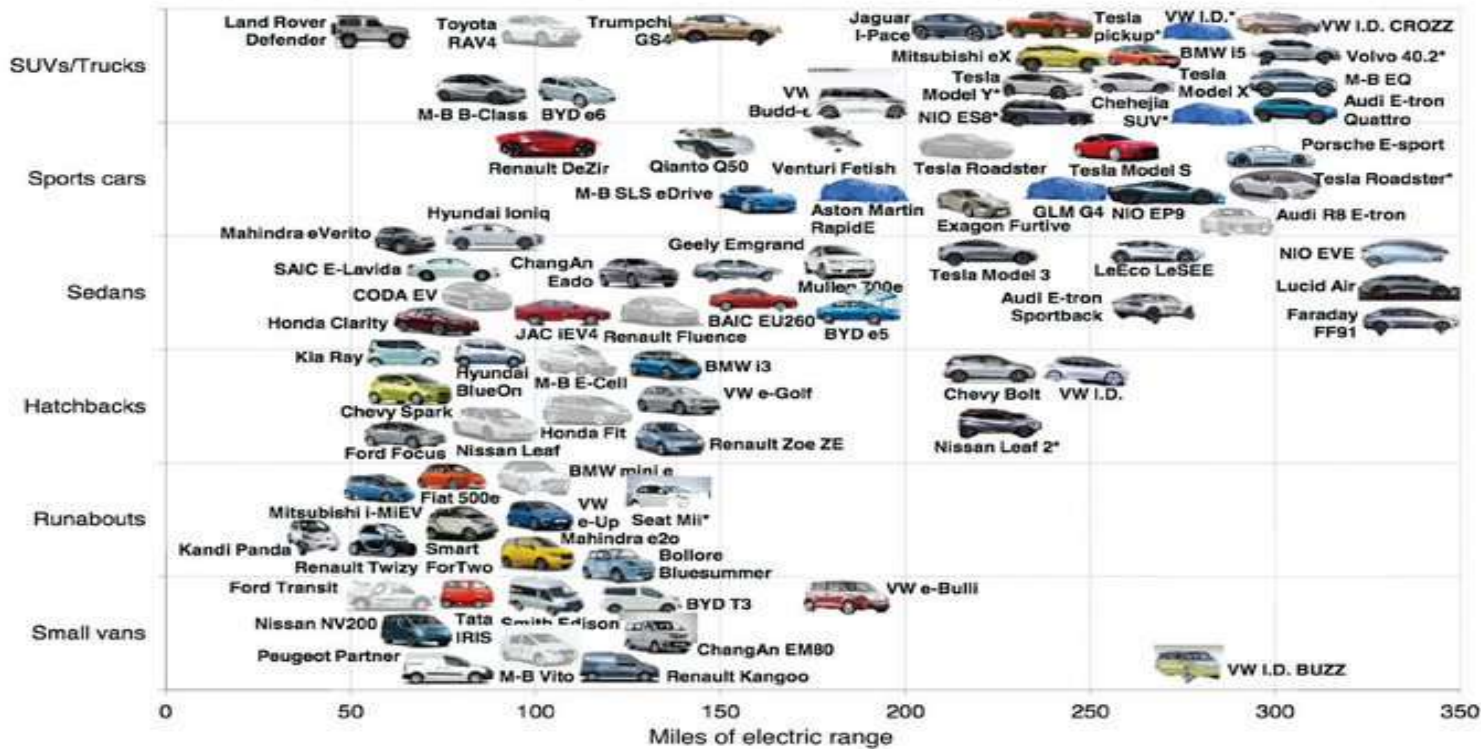 Land Rover
Defender
Toyota
RAV4
Trumpchi
GS4
Jaguar
I-Pace
Tesla
pickup*
VW I.D.*
VW I.D. CROZZ
SUVs/Trucks
Mitsubishi eX
BMW i5
Volvo 40.2*
M-B B-Class
BYD e6
VW
Budd-e
Tesla
Model Y*
Tesla
Model X*
M-B EQ
NIO ES8*
Chehejia
SUV*
Audi E-tron
Quattro
Sports cars
Renault DeZir
Qianto Q50
Venturi Fetish
Tesla Roadster
Tesla Model S
Porsche E-sport
M-B SLS eDrive
Aston Martin
RapidE
Exagon Furtive
GLM G4
NIO EP9
Tesla Roadster*
Audi R8 E-tron
Sedans
Mahindra eVerito
Hyundai Ioniq
Geely Emgrand
NIO EVE
SAIC E-Lavida
ChangAn
Eado
Mullen 700e
Tesla Model 3
LeEco LeSEE
CODA EV
Lucid Air
Honda Clarity
JAC iEV4
Renault Fluence
BAIC EU260
BYD e5
Audi E-tron
Sportback
Faraday
FF91
Hatchbacks
Kia Ray
Hyundai
BlueOn
M-B E-Cell
BMW i3
Chevy Spark
VW e-Golf
Chevy Bolt
VW I.D.
Ford Focus
Nissan Leaf
Honda Fit
Renault Zoe ZE
Nissan Leaf 2*
Runabouts
Mitsubishi i-MiEV
Fiat 500e
BMW mini e
VW
e-Up
Seat Mii*
Kandi Panda
Renault Twizy
Smart
ForTwo
Mahindra e2o
Bollore
Bluesummer
Small vans
Ford Transit
Tata
IRIS
Smith Edison
BYD T3
VW e-Bulli
Nissan NV200
ChangAn EM80
Peugeot Partner
M-B Vito
Renault Kangoo
VW I.D. BUZZ
0 50 100 150 200 250 300 350
Miles of electric range